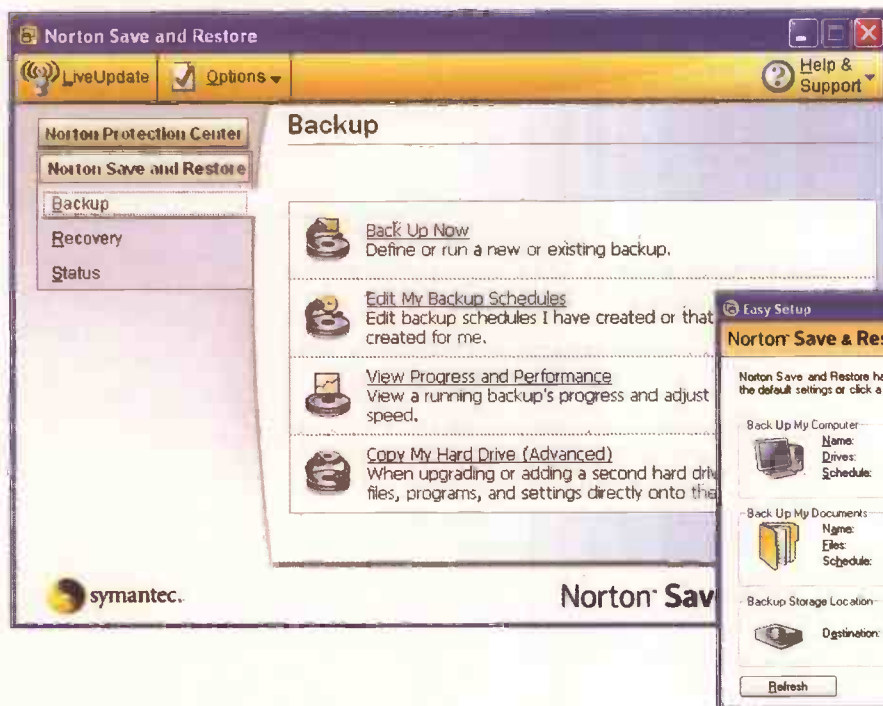 Norton Save and Restore
LiveUpdate
Options
Help &
Support
Norton Protection Center
Norton Save and Restore
Backup
Recovery
Status
Backup
Back Up Now
Define or run a new or existing backup.
Edit My Backup Schedules
Edit backup schedules I have created or that
created for me.
View Progress and Performance
View a running backup's progress and adjust
speed.
Copy My Hard Drive (Advanced)
When upgrading or adding a second hard
files, programs, and settings directly onto
symantec.
Norton
Easy Setup
Norton Save &
Norton Save and Restore
the default settings or click a
Back Up My Computer
Name:
Drives:
Schedule:
Back Up My Documents
Name:
Files:
Schedule:
Backup Storage Location
Destination:
Refresh